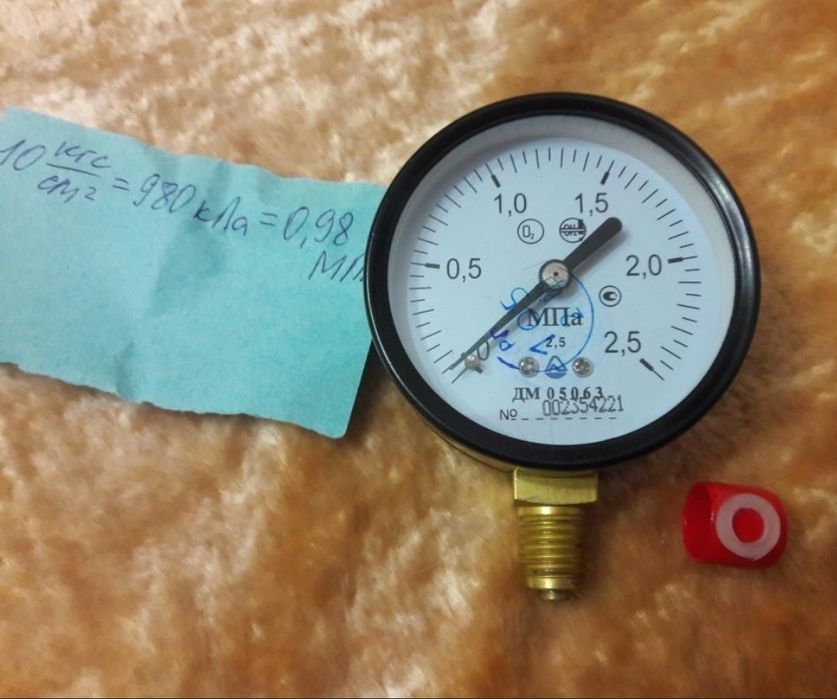 10 кгс/см² = 980 кПа = 0,98
МПа
1,0 1,5
O₂
0,5 2,0
МПа
0 2,5 2,5
ДМ 05063
№ 002354221